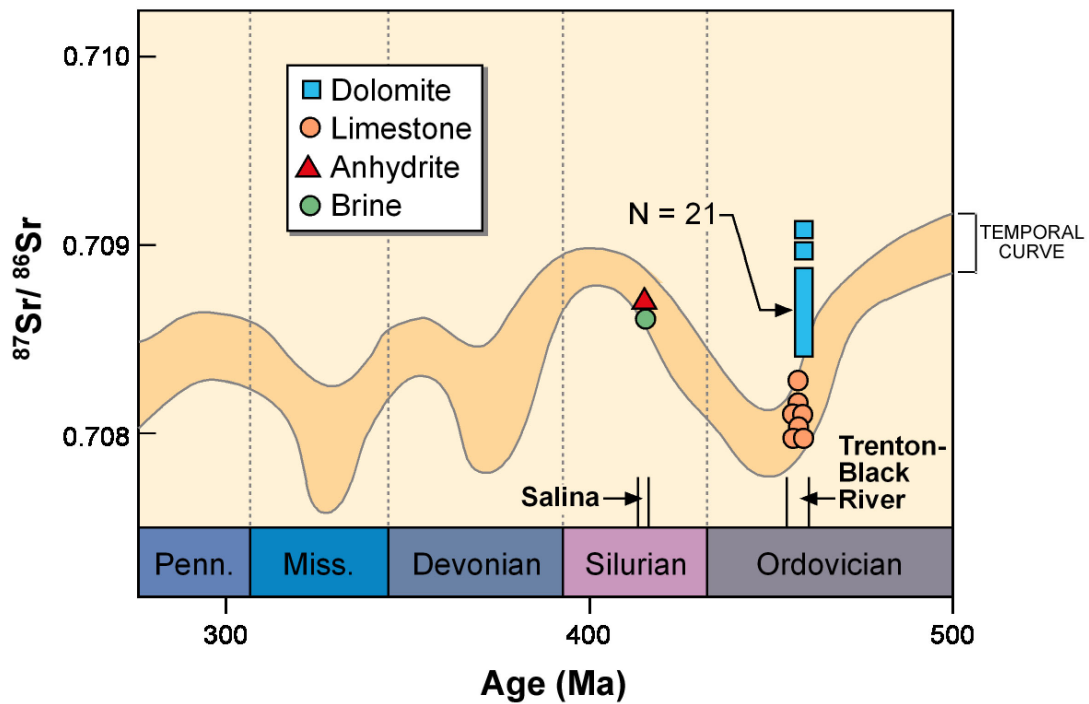 0.710
0.709
0.708
87Sr/ 86Sr
Dolomite
Limestone
Anhydrite
Brine
N = 21
TEMPORAL
CURVE
Salina
Trenton-
Black
River
Penn.
Miss.
Devonian
Silurian
Ordovician
300
400
500
Age (Ma)